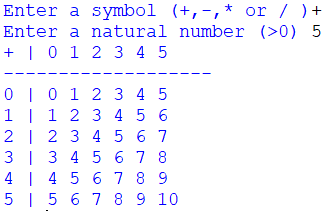 Enter a symbol (+,-,* or / )+
Enter a natural number (>0) 5
+ | 0 1 2 3 4 5
-------------------
0 | 0 1 2 3 4 5
1 | 1 2 3 4 5 6
2 | 2 3 4 5 6 7
3 | 3 4 5 6 7 8
4 | 4 5 6 7 8 9
5 | 5 6 7 8 9 10